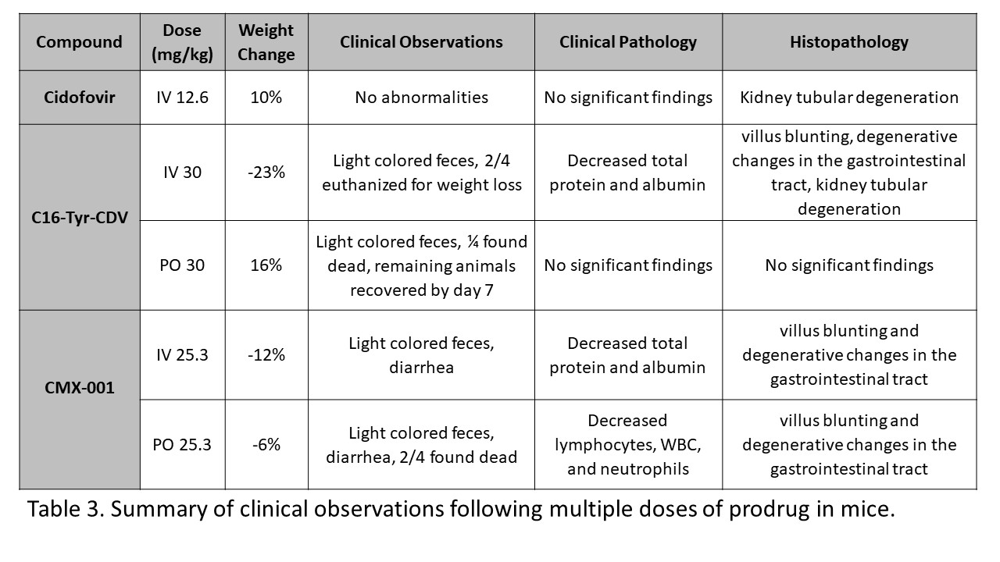 Compound
Dose
(mg/kg)
Weight
Change
Clinical Observations
Clinical Pathology
Histopathology
Cidofovir
IV 12.6
10%
No abnormalities
No significant findings
Kidney tubular degeneration
C16-Tyr-CDV
IV 30
-23%
Light colored feces, 2/4
euthanized for weight loss
Decreased total
protein and albumin
villus blunting, degenerative
changes in the gastrointestinal
tract, kidney tubular
degeneration
PO 30
16%
Light colored feces, ¼ found
dead, remaining animals
recovered by day 7
No significant findings
No significant findings
CMX-001
IV 25.3
-12%
Light colored feces,
diarrhea
Decreased total
protein and albumin
villus blunting and
degenerative changes in the
gastrointestinal tract
PO 25.3
-6%
Light colored feces,
diarrhea, 2/4 found dead
Decreased
lymphocytes, WBC,
and neutrophils
villus blunting and
degenerative changes in the
gastrointestinal tract
Table 3. Summary of clinical observations following multiple doses of prodrug in mice.